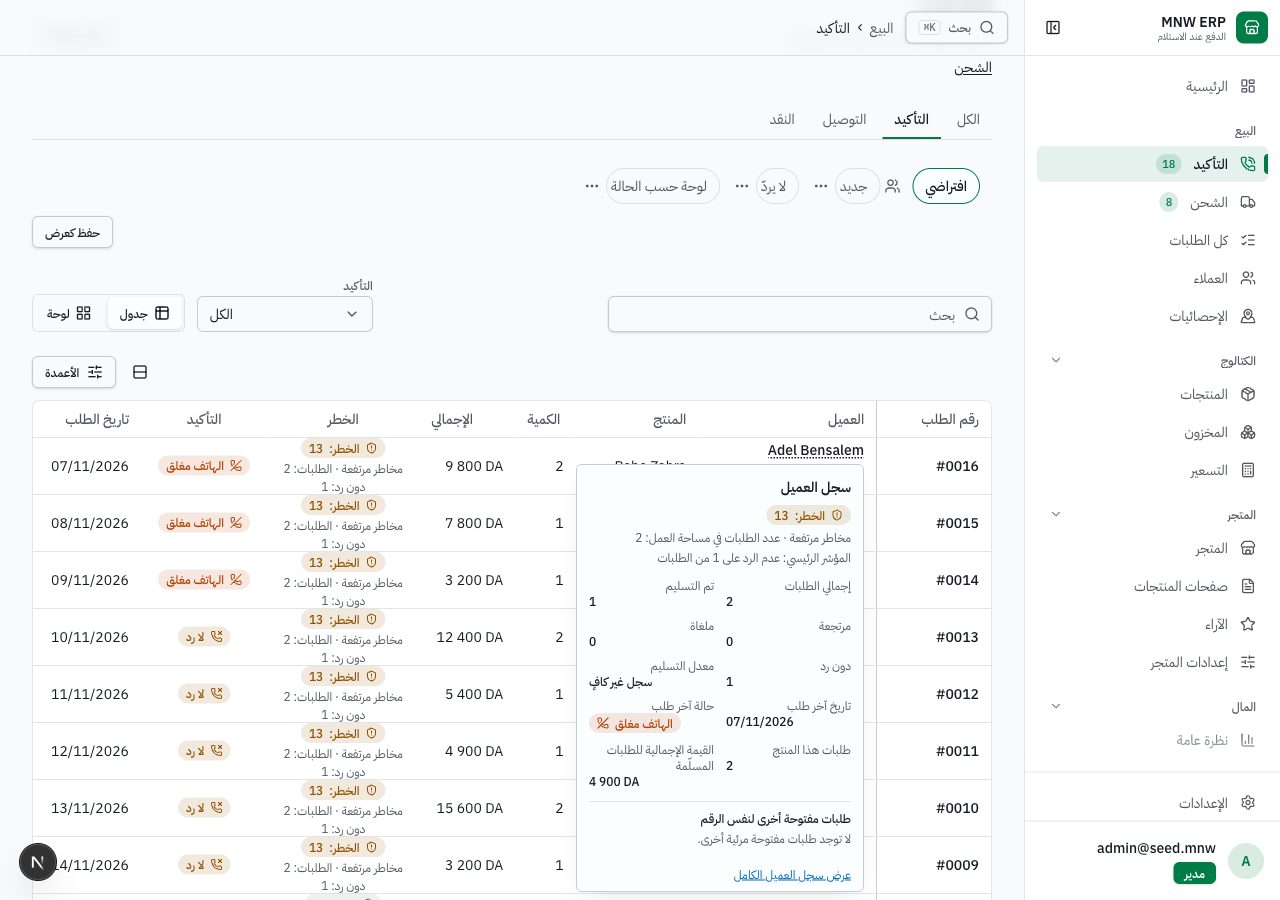 MNW ERP
الدفع عند الاستلام
الرئيسية
البيع
التأكيد 18
الشحن 8
كل الطلبات
العملاء
الإحصائيات
الكتالوج
المنتجات
المخزون
التسعير
المتجر
المتجر
صفحات المنتجات
الآراء
إعدادات المتجر
المال
نظرة عامة
الإعدادات
A admin@seed.mnw
مدير
بحث ⌘K البيع › التأكيد
الشحن
الكل التأكيد التوصيل النقد
افتراضي جديد ··· لا يردّ ··· لوحة حسب الحالة ···
حفظ كعرض
التأكيد
بحث الكل جدول لوحة
الأعمدة
رقم الطلب العميل المنتج الكمية الإجمالي الخطر التأكيد تاريخ الطلب
#0016 Adel Bensalem 2 9 800 DA الخطر: 13 الهاتف مغلق 07/11/2026
مخاطر مرتفعة · الطلبات: 2
دون رد: 1
#0015 1 7 800 DA الخطر: 13 الهاتف مغلق 08/11/2026
مخاطر مرتفعة · الطلبات: 2
دون رد: 1
#0014 1 3 200 DA الخطر: 13 الهاتف مغلق 09/11/2026
مخاطر مرتفعة · الطلبات: 2
دون رد: 1
#0013 2 12 400 DA الخطر: 13 لا رد 10/11/2026
مخاطر مرتفعة · الطلبات: 2
دون رد: 1
#0012 1 5 400 DA الخطر: 13 لا رد 11/11/2026
مخاطر مرتفعة · الطلبات: 2
دون رد: 1
#0011 1 4 900 DA الخطر: 13 لا رد 12/11/2026
مخاطر مرتفعة · الطلبات: 2
دون رد: 1
#0010 2 15 600 DA الخطر: 13 لا رد 13/11/2026
مخاطر مرتفعة · الطلبات: 2
دون رد: 1
#0009 1 3 200 DA الخطر: 13 لا رد 14/11/2026
مخاطر مرتفعة · الطلبات: 2
دون رد: 1
سجل العميل
الخطر: 13
مخاطر مرتفعة · عدد الطلبات في مساحة العمل: 2
المؤشر الرئيسي: عدم الرد على 1 من الطلبات
إجمالي الطلبات تم التسليم
2 1
مرتجعة ملغاة
0 0
دون رد معدل التسليم
1 سجل غير كافٍ
تاريخ آخر طلب حالة آخر طلب
07/11/2026 الهاتف مغلق
طلبات هذا المنتج القيمة الإجمالية للطلبات
المسلّمة
2 4 900 DA
طلبات مفتوحة أخرى لنفس الرقم
لا توجد طلبات مفتوحة مرئية أخرى.
عرض سجل العميل الكامل
N